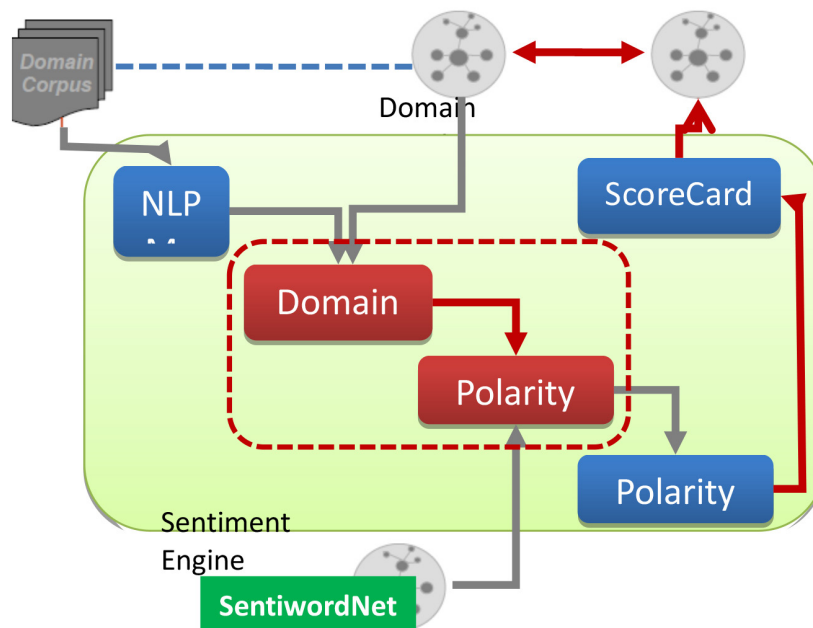 Domain
Corpus
Domain
NLP
ScoreCard
Domain
Polarity
Polarity
Sentiment
Engine
SentiwordNet